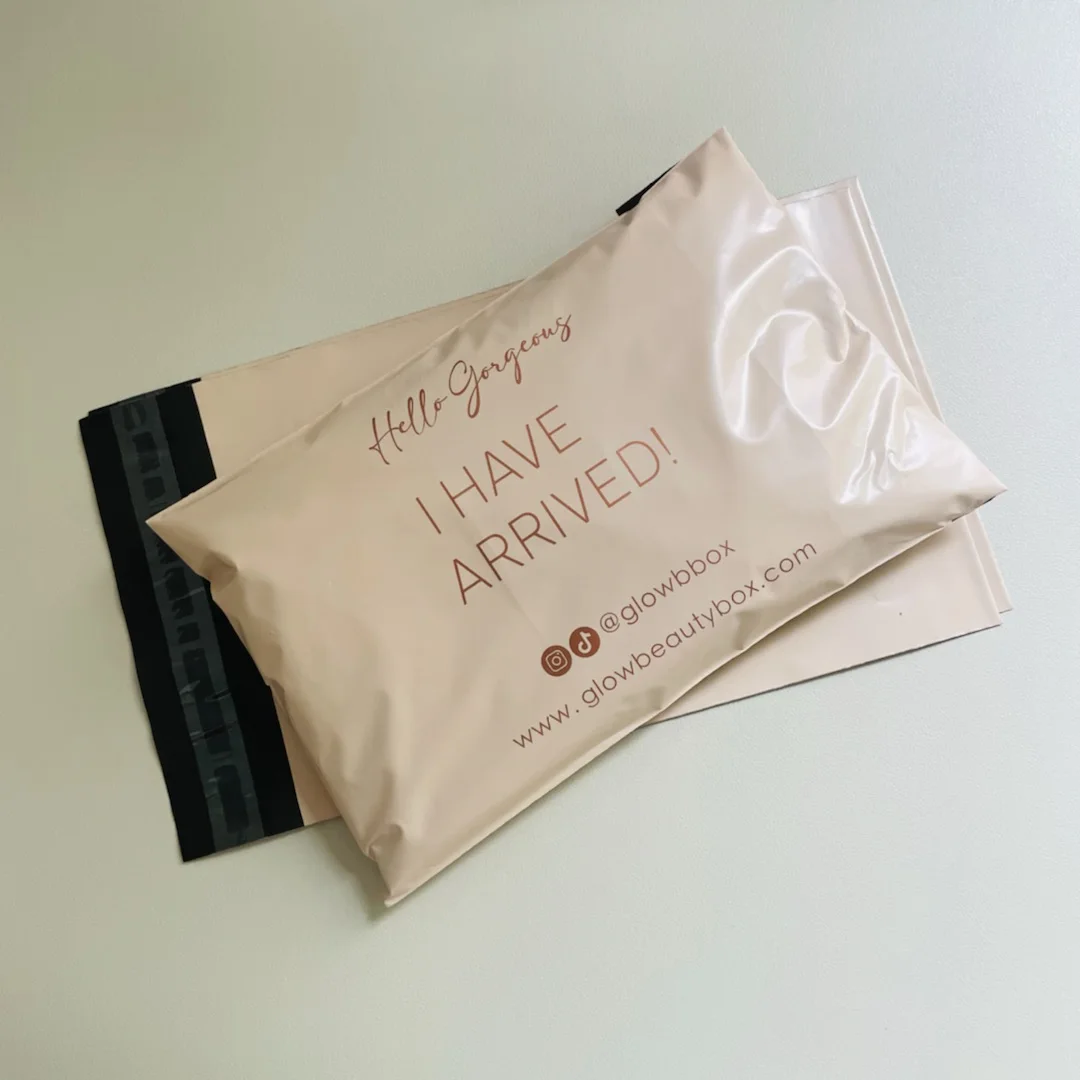 Hello Gorgeous
I HAVE
ARRIVED!
@glowbbox
www.glowbeautybox.com